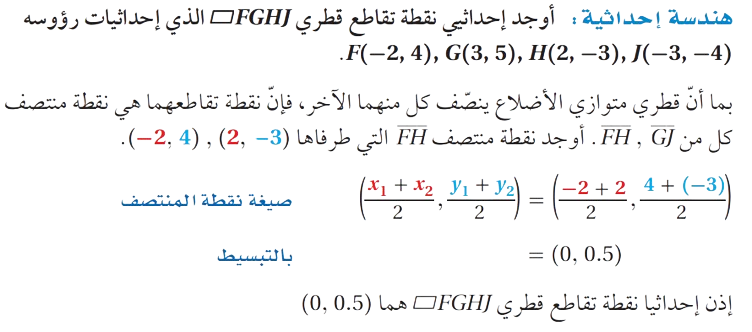 هندسة إحداثية : أوجد إحداثيي نقطة تقاطع قطري ▱FGHJ الذي إحداثيات رؤوسه
F(−2, 4), G(3, 5), H(2, −3), J(−3, −4).
بما أنّ قطري متوازي الأضلاع ينصّف كل منهما الآخر، فإنّ نقطة تقاطعهما هي نقطة منتصف
كل من $\overline{FH}$ , $\overline{GJ}$. أوجد نقطة منتصف $\overline{FH}$ التي طرفاها (−2, 4) , (2, −3).
صيغة نقطة المنتصف $\left(\frac{x_1 + x_2}{2}, \frac{y_1 + y_2}{2}\right) = \left(\frac{-2 + 2}{2}, \frac{4 + (-3)}{2}\right)$
بالتبسيط = (0, 0.5)
إذن إحداثيا نقطة تقاطع قطري ▱FGHJ هما (0, 0.5)